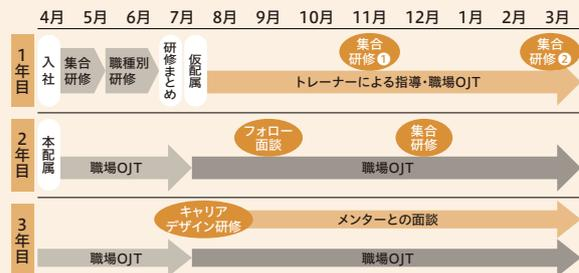 4月 5月 6月 7月 8月 9月 10月 11月 12月 1月 2月 3月
1年目
入社
集合
研修
職種別
研修
研修まとめ
仮配属
集合
研修❶
集合
研修❷
トレーナーによる指導・職場OJT
2年目
本配属
職場OJT
フォロー
面談
集合
研修
職場OJT
3年目
キャリア
デザイン研修
メンターとの面談
職場OJT
職場OJT